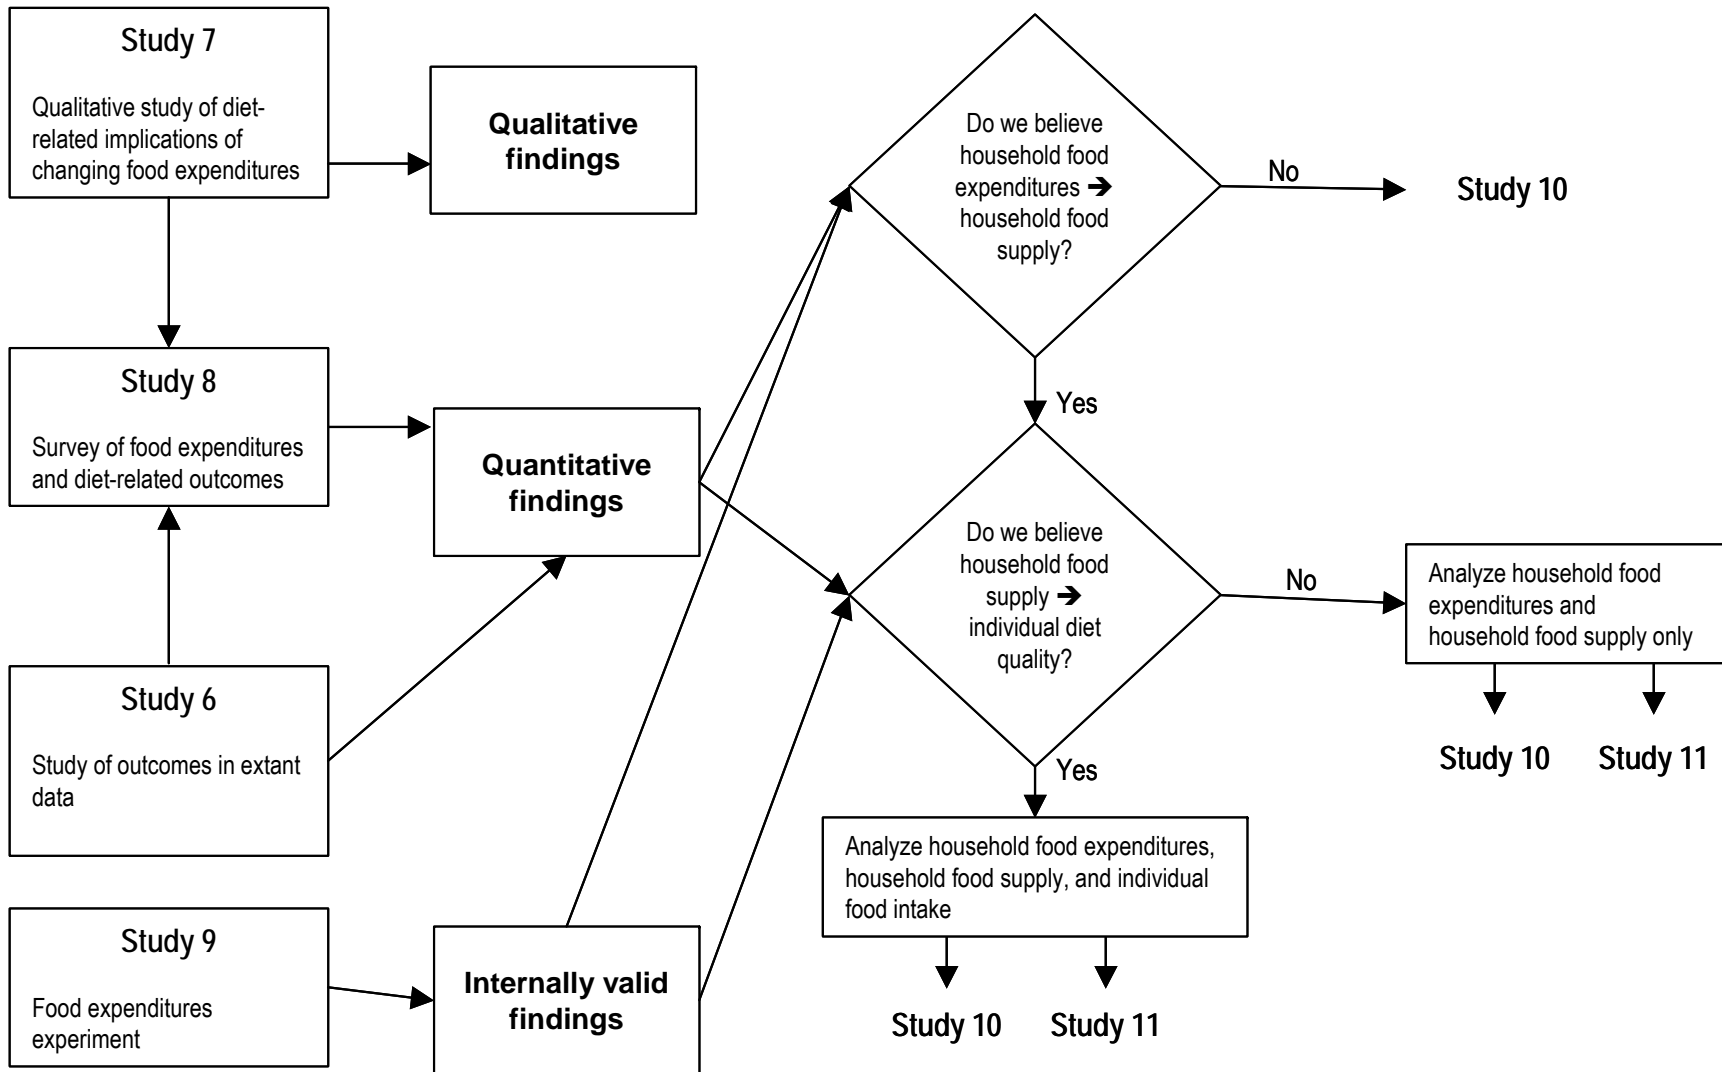 Study 7
Qualitative study of diet-
related implications of
changing food expenditures
Qualitative
findings
Do we believe
household food
expenditures ➔
household food
supply?
No
Study 10
Yes
Study 8
Survey of food expenditures
and diet-related outcomes
Quantitative
findings
Do we believe
household food
supply ➔
individual diet
quality?
No
Analyze household food
expenditures and
household food supply only
Study 10
Study 11
Yes
Study 6
Study of outcomes in extant
data
Analyze household food expenditures,
household food supply, and individual
food intake
Study 10
Study 11
Study 9
Food expenditures
experiment
Internally valid
findings